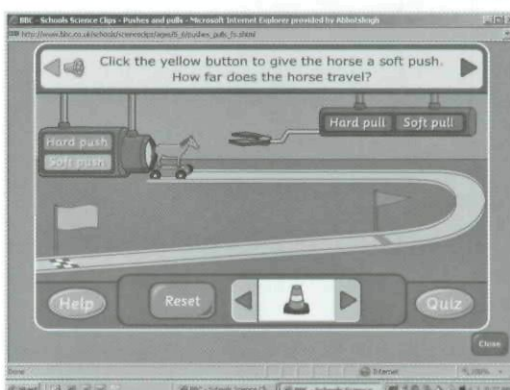 BBC - Schools Science Clips - Pushes and pulls - Microsoft Internet Explorer provided by Abbotsleigh
Click the yellow button to give the horse a soft push.
How far does the horse travel?
Hard push
Soft push
Hard pull Soft pull
Help
Reset
Quiz
Close
Done
Internet
100%